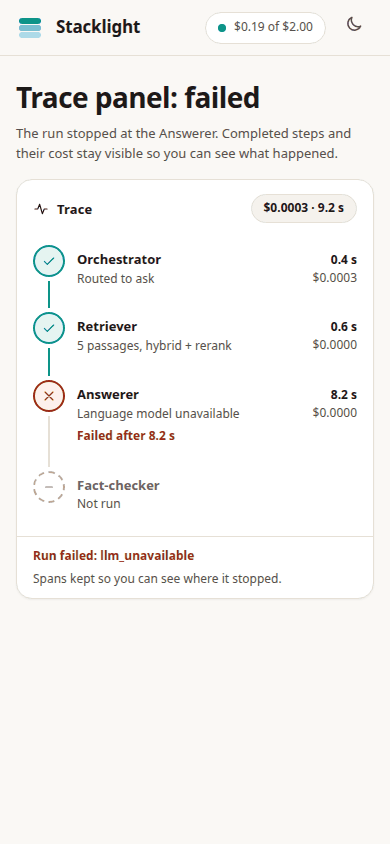 Stacklight
$0.19 of $2.00
Trace panel: failed
The run stopped at the Answerer. Completed steps and
their cost stay visible so you can see what happened.
Trace
$0.0003 · 9.2 s
Orchestrator
0.4 s
Routed to ask
$0.0003
Retriever
0.6 s
5 passages, hybrid + rerank
$0.0000
Answerer
8.2 s
Language model unavailable
$0.0000
Failed after 8.2 s
Fact-checker
Not run
Run failed: llm_unavailable
Spans kept so you can see where it stopped.